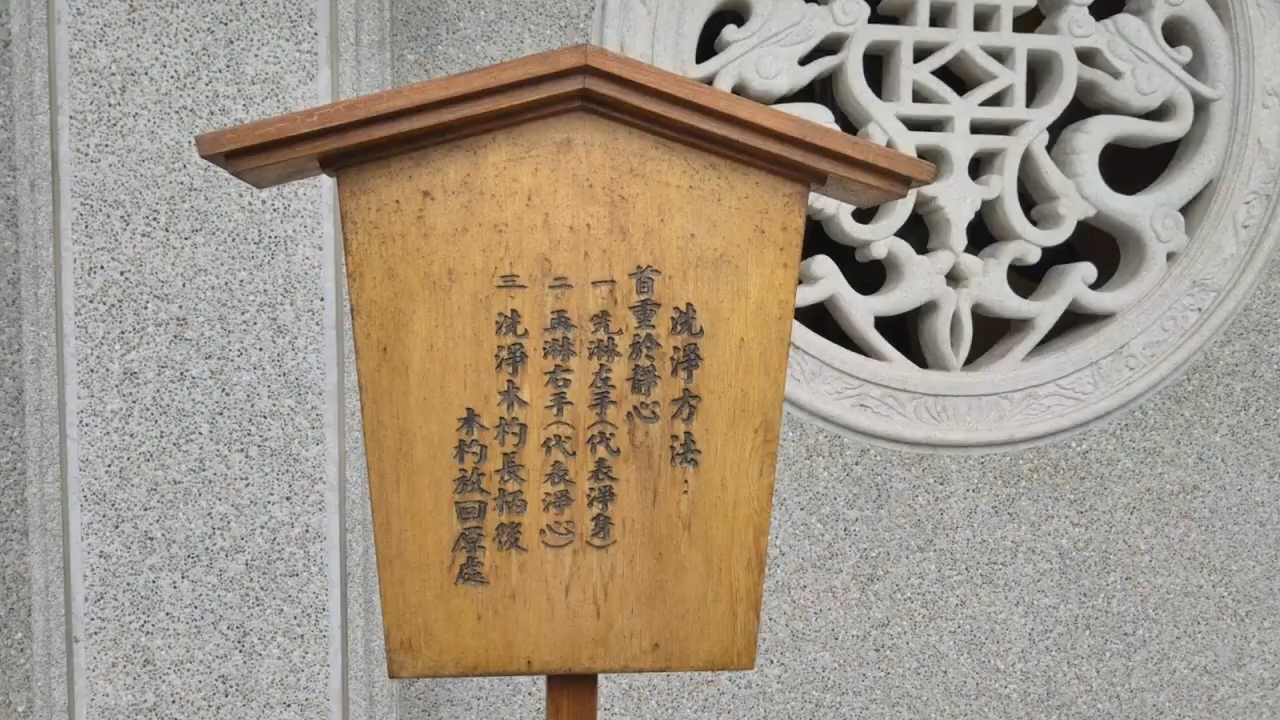 洗淨方法：
首重於靜心
一 先淋左手（代表淨身）
二 再淋右手（代表淨心）
三 洗淨木杓長柄後
木杓放回原處